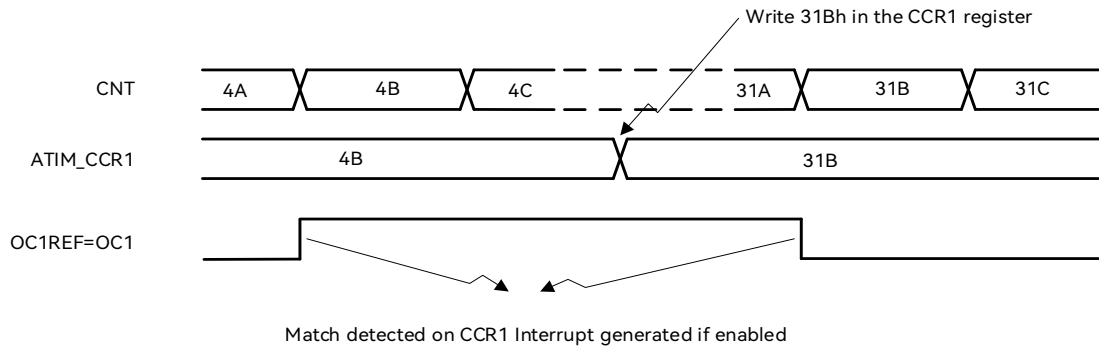 Write 31Bh in the CCR1 register
CNT 4A 4B 4C 31A 31B 31C
ATIM_CCR1 4B 31B
OC1REF=OC1
Match detected on CCR1 Interrupt generated if enabled